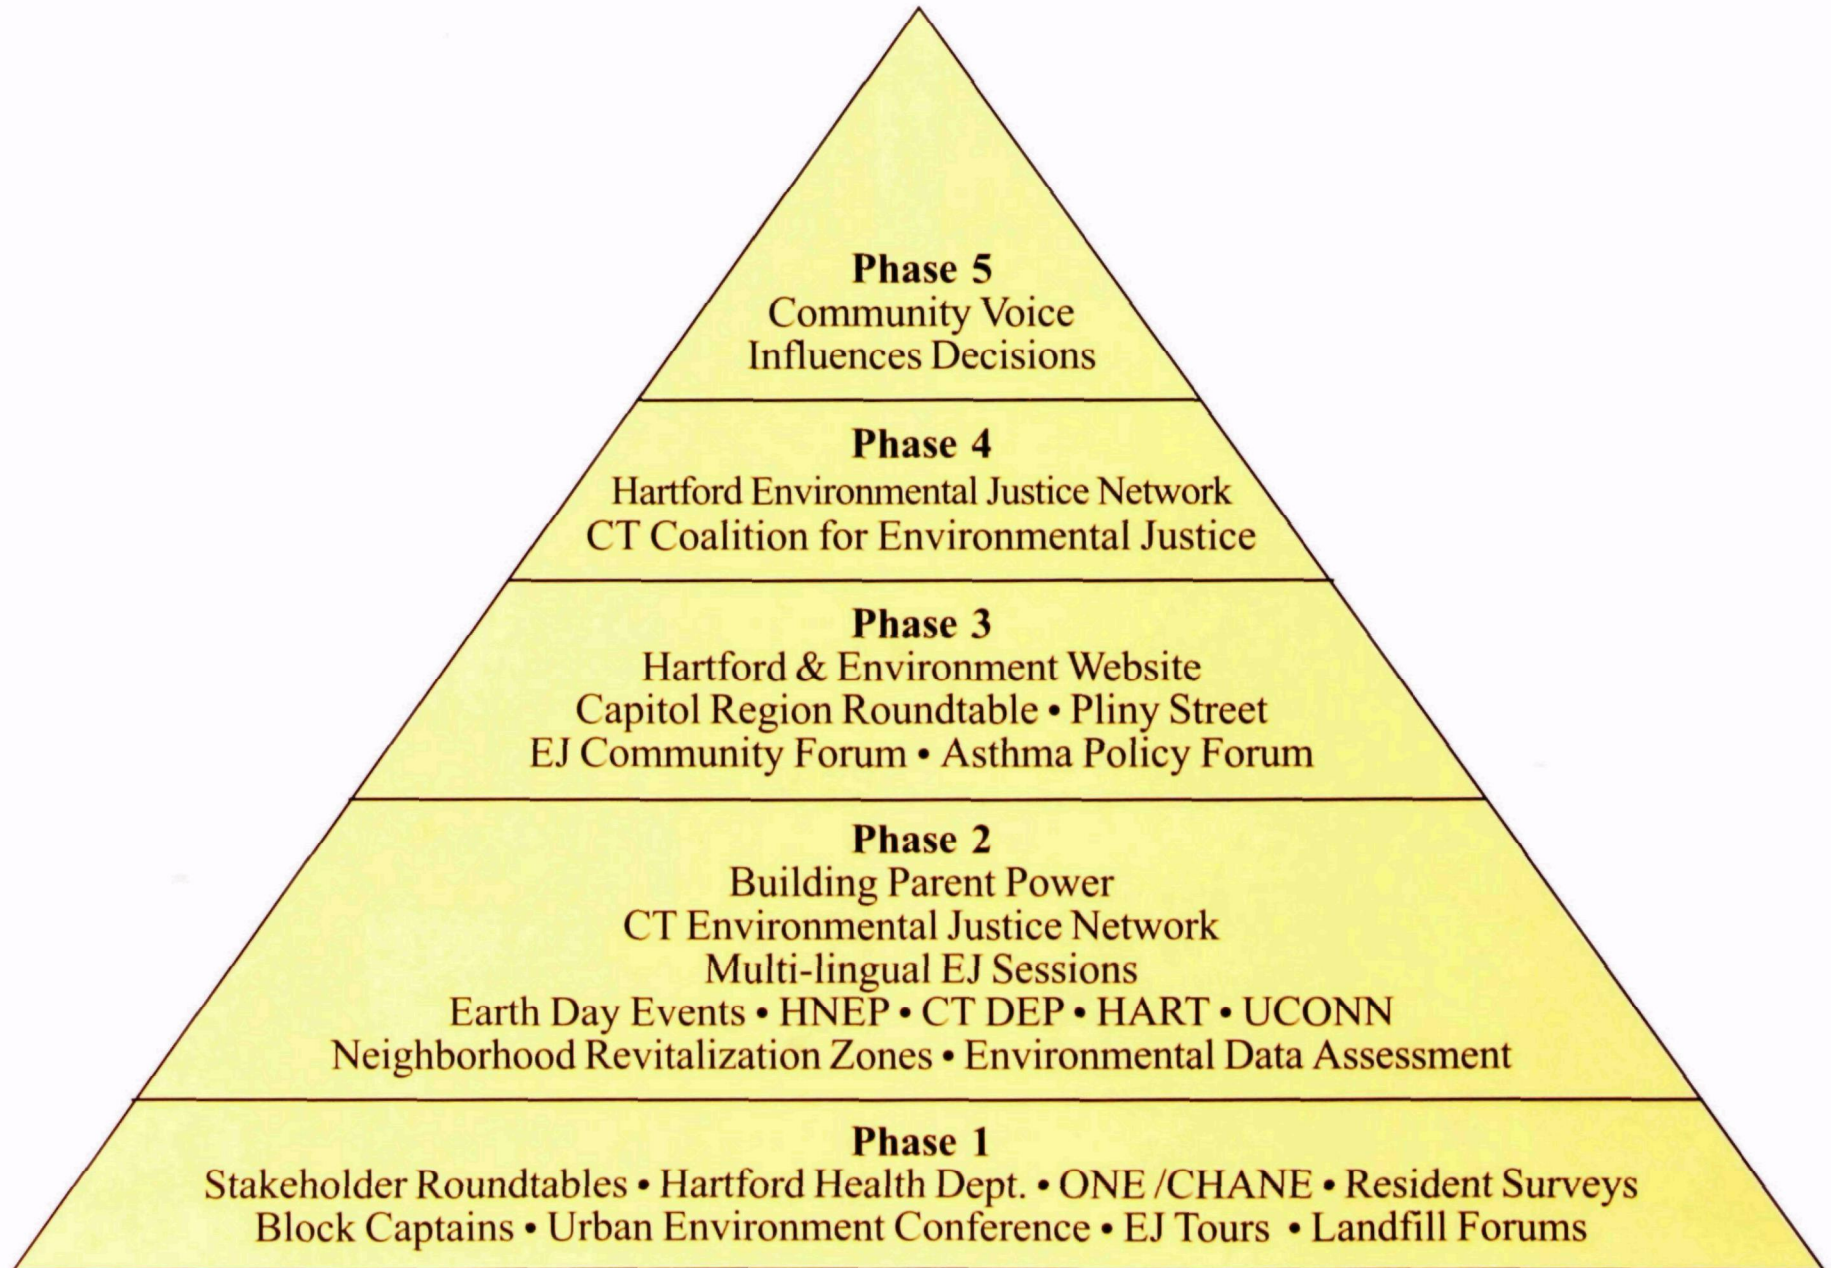 Phase 5
Community Voice
Influences Decisions
Phase 4
Hartford Environmental Justice Network
CT Coalition for Environmental Justice
Phase 3
Hartford & Environment Website
Capitol Region Roundtable • Pliny Street
EJ Community Forum • Asthma Policy Forum
Phase 2
Building Parent Power
CT Environmental Justice Network
Multi-lingual EJ Sessions
Earth Day Events • HNEP • CT DEP • HART • UCONN
Neighborhood Revitalization Zones • Environmental Data Assessment
Phase 1
Stakeholder Roundtables • Hartford Health Dept. • ONE /CHANE • Resident Surveys
Block Captains • Urban Environment Conference • EJ Tours • Landfill Forums